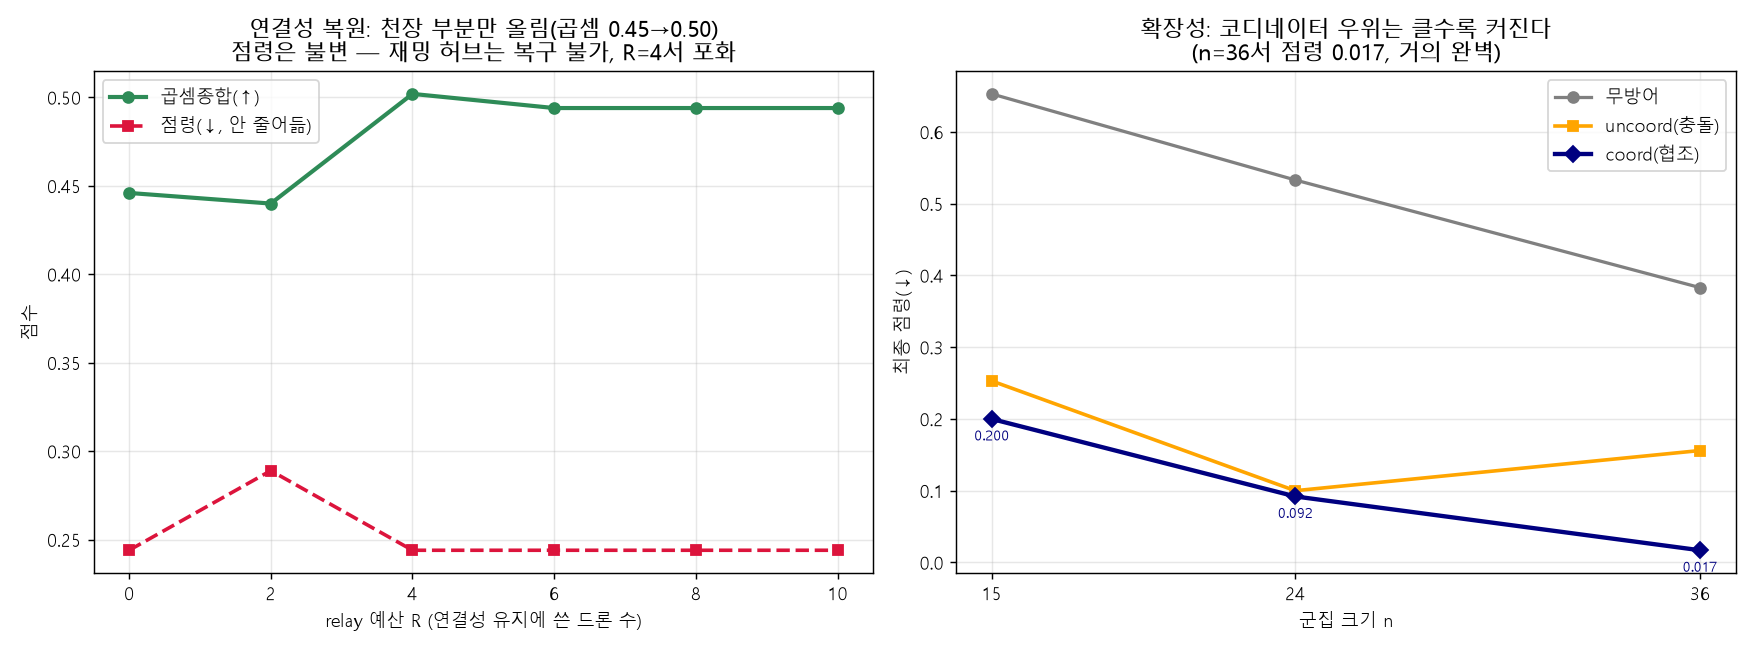 연결성 복원: 천장 부분만 올림(곱셈 0.45→0.50)
점령은 불변 — 재밍 허브는 복구 불가, R=4서 포화
곱셈종합(↑)
점령(↓, 안 줄어듦)
점수
0.50
0.45
0.40
0.35
0.30
0.25
0
2
4
6
8
10
relay 예산 R (연결성 유지에 쓴 드론 수)
확장성: 코디네이터 우위는 클수록 커진다
(n=36서 점령 0.017, 거의 완벽)
무방어
uncoord(충돌)
coord(협조)
최종 점령(↓)
0.6
0.5
0.4
0.3
0.2
0.1
0.0
0.200
0.092
0.017
15
24
36
군집 크기 n